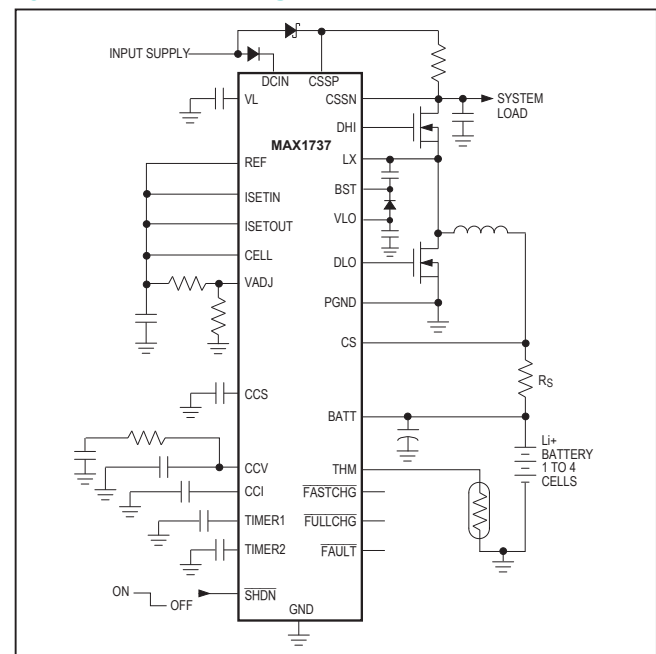 INPUT SUPPLY
DCIN
CSSP
VL
CSSN
SYSTEM
LOAD
DHI
MAX1737
LX
REF
BST
ISETIN
VLO
ISETOUT
CELL
DLO
VADJ
PGND
CS
RS
CCS
BATT
Li+
BATTERY
1 TO 4
CELLS
CCV
THM
CCI
FASTCHG
TIMER1
FULLCHG
TIMER2
FAULT
ON
OFF
SHDN
GND